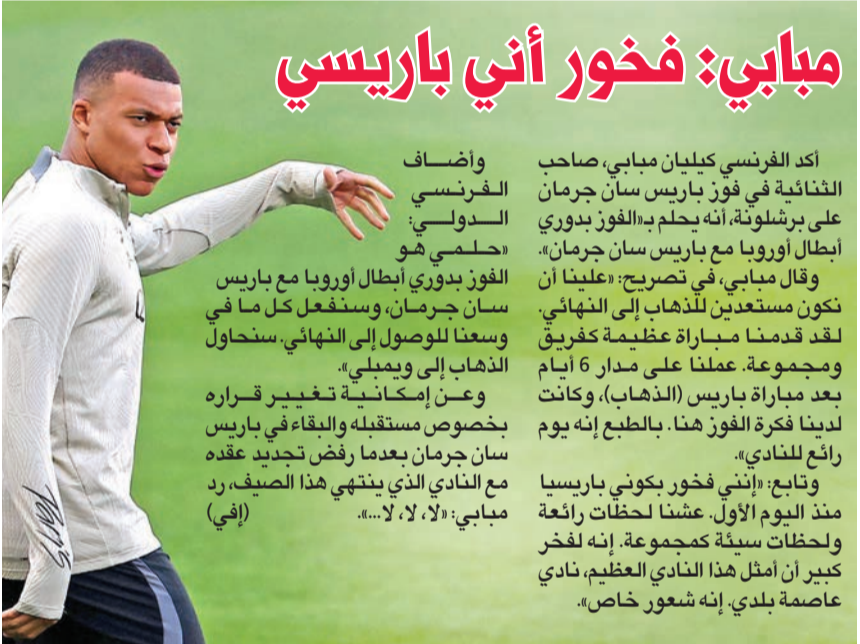 مبابي: فخور أني باريسي
أكد الفرنسي كيليان مبابي، صاحب
الثنائية في فوز باريس سان جرمان
على برشلونة، أنه يحلم بـ«الفوز بدوري
أبطال أوروبا مع باريس سان جرمان».
وقال مبابي، في تصريح: «علينا أن
نكون مستعدين للذهاب إلى النهائي.
لقد قدمنا مباراة عظيمة كفريق
ومجموعة. عملنا على مدار 6 أيام
بعد مباراة باريس (الذهاب)، وكانت
لدينا فكرة الفوز هنا. بالطبع إنه يوم
رائع للنادي».
وتابع: «إنني فخور بكوني باريسيا
منذ اليوم الأول. عشنا لحظات رائعة
ولحظات سيئة كمجموعة. إنه لفخر
كبير أن أمثل هذا النادي العظيم، نادي
عاصمة بلدي. إنه شعور خاص».
وأضاف
الفرنسي
الدولي:
«حلمي هو
الفوز بدوري أبطال أوروبا مع باريس
سان جرمان، وسنفعل كل ما في
وسعنا للوصول إلى النهائي. سنحاول
الذهاب إلى ويمبلي».
وعن إمكانية تغيير قراره
بخصوص مستقبله والبقاء في باريس
سان جرمان بعدما رفض تجديد عقده
مع النادي الذي ينتهي هذا الصيف، رد
مبابي: «لا، لا، لا...». (إفي)
Paris